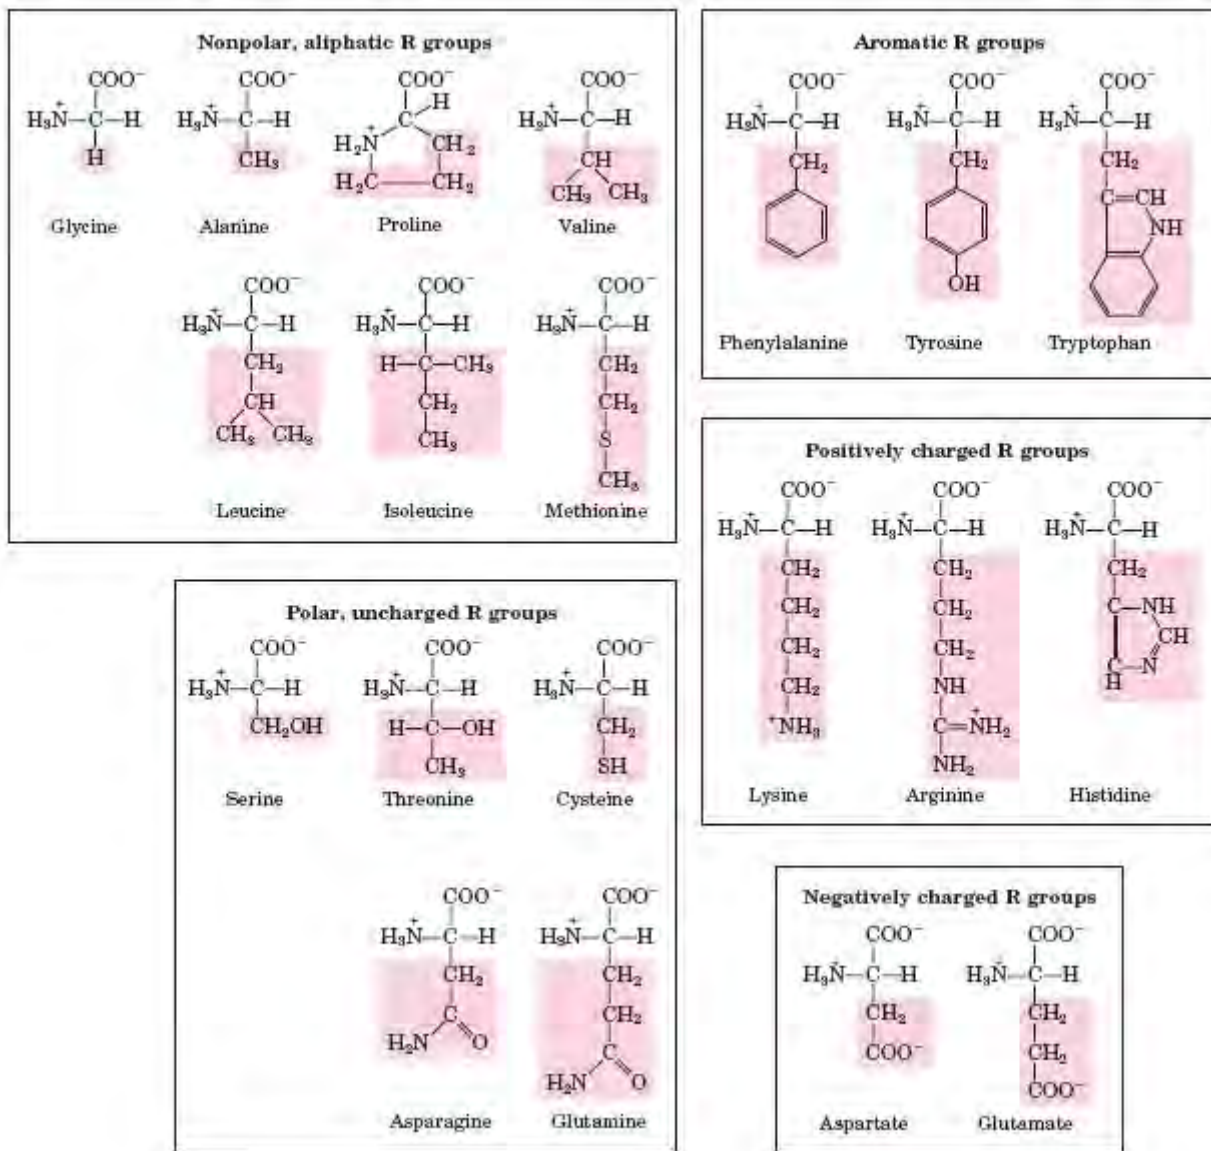 Nonpolar, aliphatic R groups
COO⁻ COO⁻ COO⁻ COO⁻
H₃N⁺—C—H H₃N⁺—C—H H₂N⁺ C H H₃N⁺—C—H
H CH₃ CH₂ CH
H₂C CH₂ CH₃ CH₃
Glycine Alanine Proline Valine
COO⁻ COO⁻ COO⁻
H₃N⁺—C—H H₃N⁺—C—H H₃N⁺—C—H
CH₂ H—C—CH₃ CH₂
CH CH₂ CH₂
CH₃ CH₃ CH₃ S
CH₃
Leucine Isoleucine Methionine
Aromatic R groups
COO⁻ COO⁻ COO⁻
H₃N⁺—C—H H₃N⁺—C—H H₃N⁺—C—H
CH₂ CH₂ CH₂
C=CH
NH
OH
Phenylalanine Tyrosine Tryptophan
Positively charged R groups
COO⁻ COO⁻ COO⁻
H₃N⁺—C—H H₃N⁺—C—H H₃N⁺—C—H
CH₂ CH₂ CH₂
CH₂ CH₂ C—NH
CH
CH₂ CH₂ C—N
H
CH₂ NH
⁺NH₃ C=N⁺H₂
NH₂
Lysine Arginine Histidine
Polar, uncharged R groups
COO⁻ COO⁻ COO⁻
H₃N⁺—C—H H₃N⁺—C—H H₃N⁺—C—H
CH₂OH H—C—OH CH₂
CH₃ SH
Serine Threonine Cysteine
COO⁻ COO⁻
H₃N⁺—C—H H₃N⁺—C—H
CH₂ CH₂
C CH₂
H₂N O C
H₂N O
Asparagine Glutamine
Negatively charged R groups
COO⁻ COO⁻
H₃N⁺—C—H H₃N⁺—C—H
CH₂ CH₂
COO⁻ CH₂
COO⁻
Aspartate Glutamate